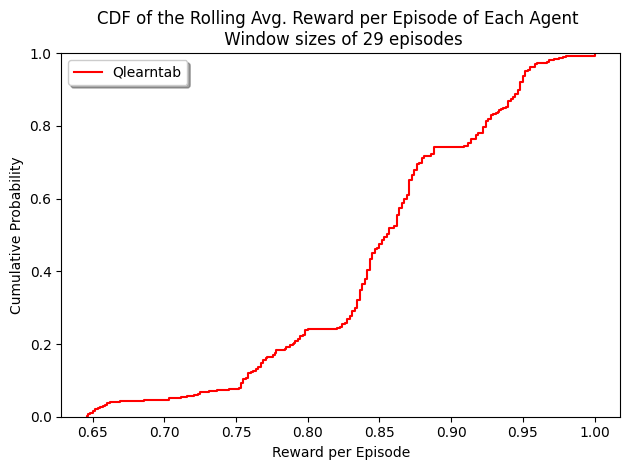 CDF of the Rolling Avg. Reward per Episode of Each Agent
Window sizes of 29 episodes
Qlearntab
Cumulative Probability
1.0
0.8
0.6
0.4
0.2
0.0
0.65 0.70 0.75 0.80 0.85 0.90 0.95 1.00
Reward per Episode